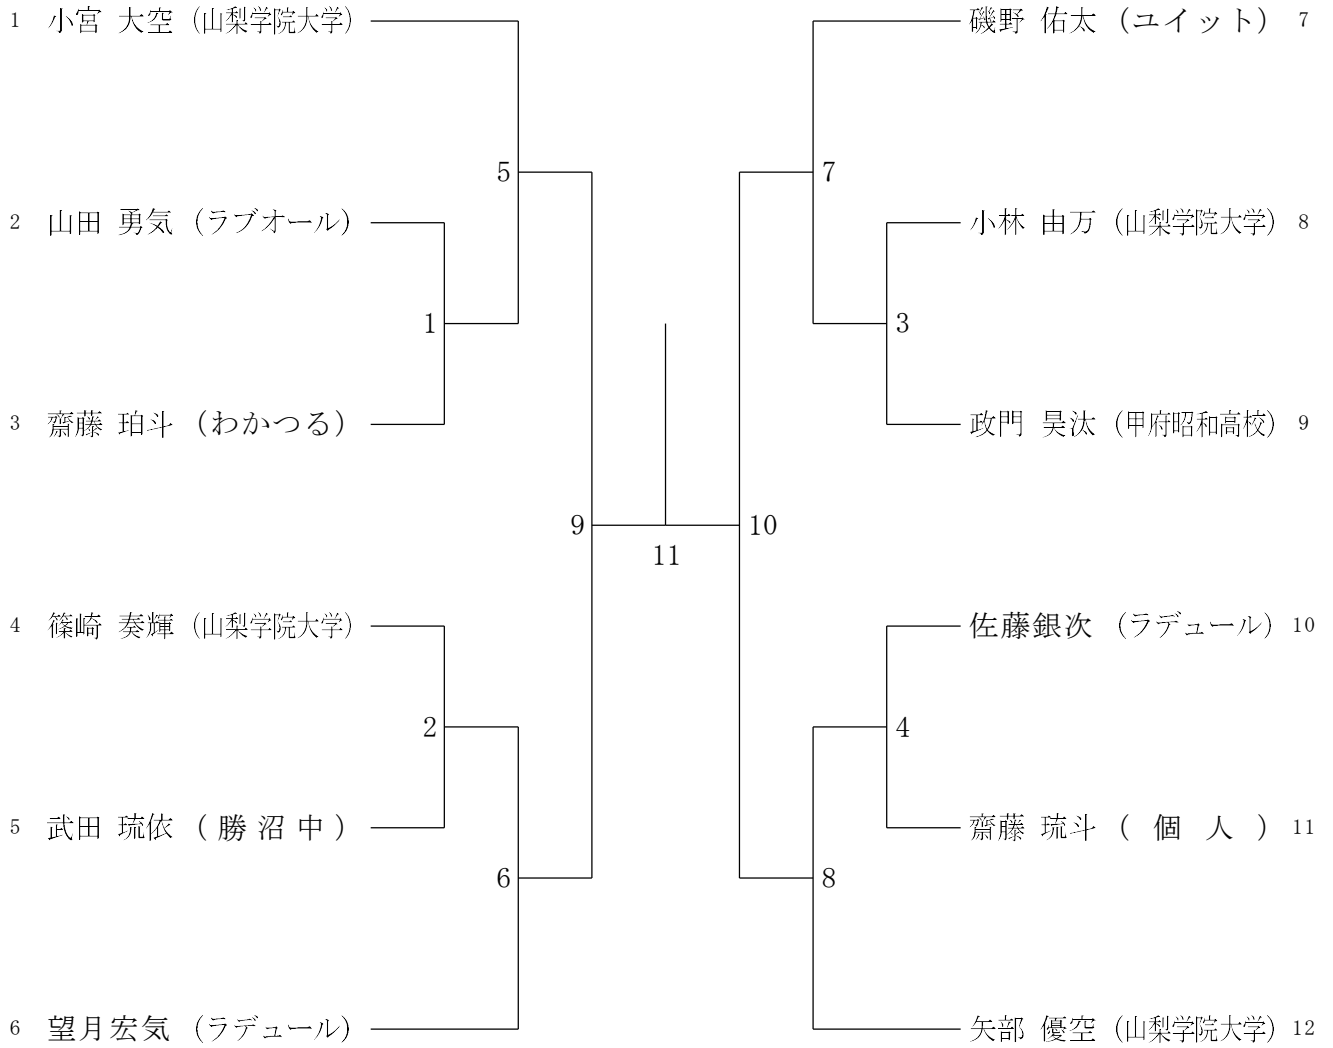 1 小宮 大空 (山梨学院大学)
磯野 佑太 (ユイット) 7
5
7
2 山田 勇気 (ラブオール)
小林 由万 (山梨学院大学) 8
1
3
3 齋藤 珀斗 (わかつる)
政門 昊汰 (甲府昭和高校) 9
9
10
11
4 篠崎 奏輝 (山梨学院大学)
佐藤銀次 (ラデュール) 10
2
4
5 武田 琉依 (勝沼中)
齋藤 琉斗 (個人) 11
6
8
6 望月宏気 (ラデュール)
矢部 優空 (山梨学院大学) 12